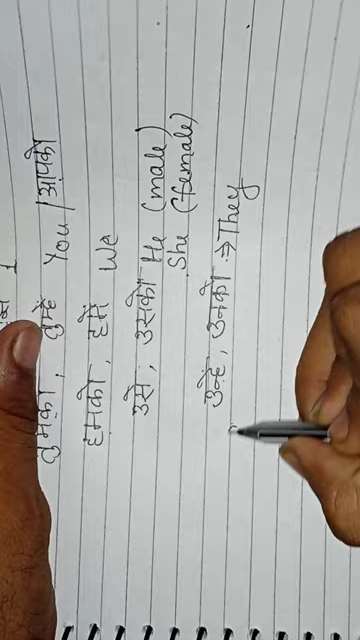 तुमको, तुम्हे You/आपको
हमको, हमें We
उसे, उसको He (male)
She (female)
उन्हे, उनको ⇒ They